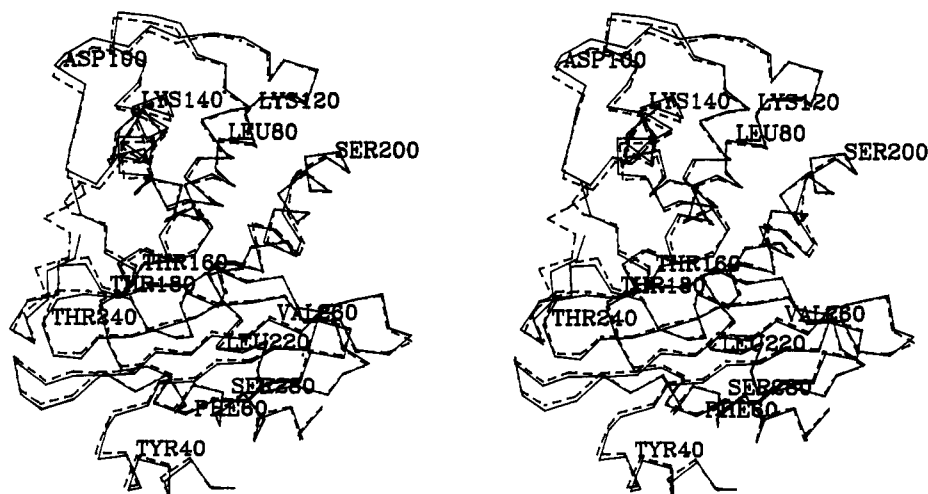 ASP100 ASP100
LYS140 LYS120 LYS140 LYS120
LEU80 LEU80
SER200 SER200
THR160 THR160
THR180 THR180
THR240 VAL260 THR240 VAL260
LEU220 LEU220
SER280 SER280
PHE60 PHE60
TYR40 TYR40